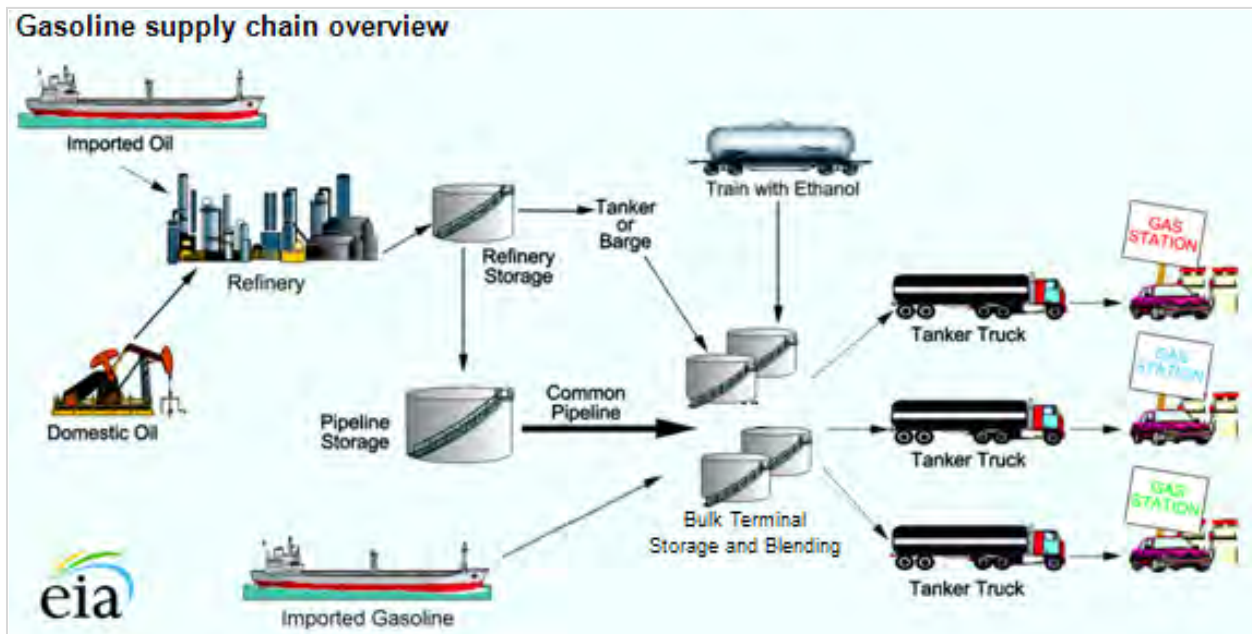 Gasoline supply chain overview
Imported Oil
Refinery
Domestic Oil
Refinery
Storage
Tanker
or
Barge
Train with Ethanol
Pipeline
Storage
Common
Pipeline
Bulk Terminal
Storage and Blending
Imported Gasoline
Tanker Truck
GAS
STATION
Tanker Truck
GAS
STATION
Tanker Truck
GAS
STATION
eia